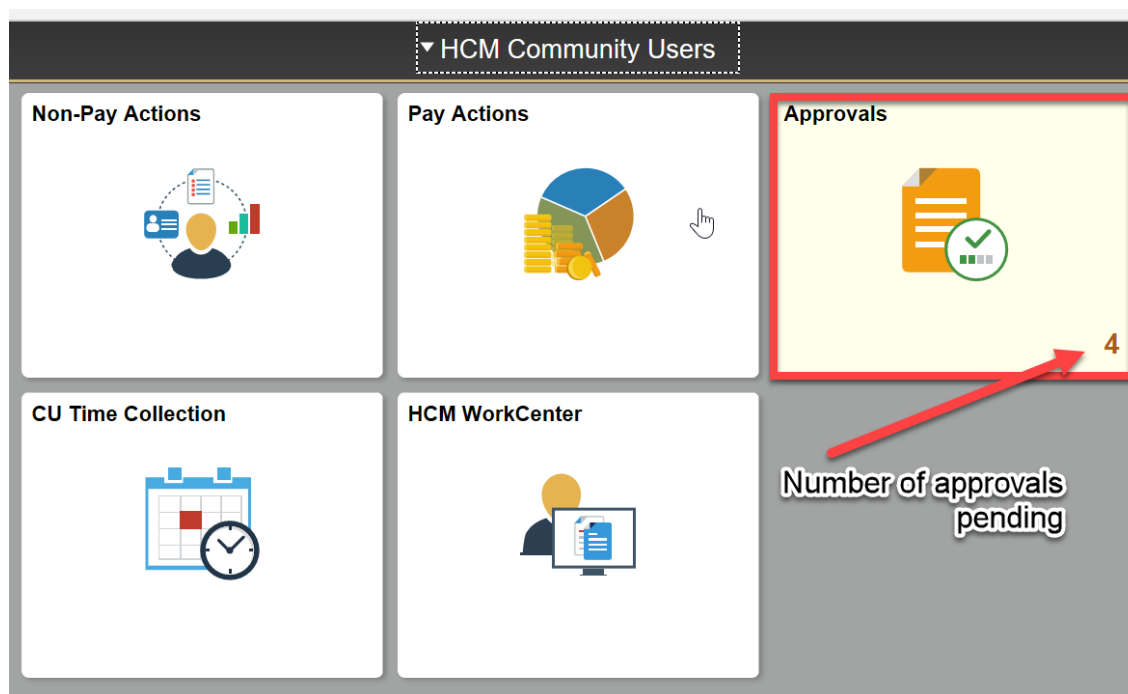 HCM Community Users
Non-Pay Actions
Pay Actions
Approvals
4
CU Time Collection
HCM WorkCenter
Number of approvals
pending